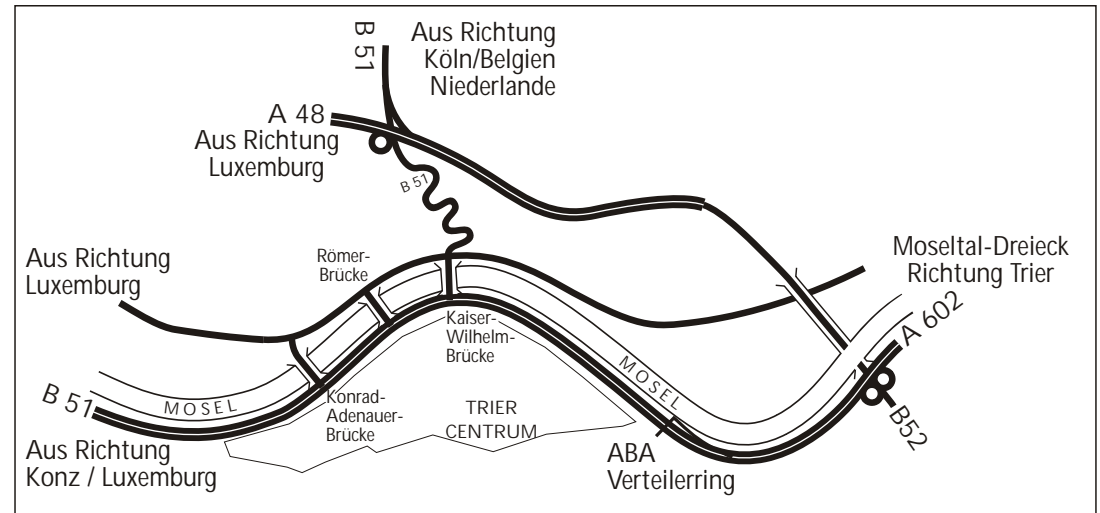 B 51
Aus Richtung
Köln/Belgien
Niederlande
A 48
Aus Richtung
Luxemburg
B 51
Aus Richtung
Luxemburg
Römer-
Brücke
Moseltal-Dreieck
Richtung Trier
A 602
Kaiser-
Wilhelm-
Brücke
MOSEL
B 51
MOSEL
Konrad-
Adenauer-
Brücke
TRIER
CENTRUM
B52
Aus Richtung
Konz / Luxemburg
ABA
Verteilerring